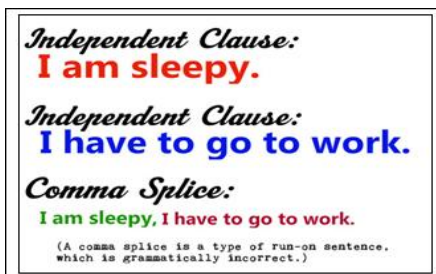 Independent Clause:
I am sleepy.
Independent Clause:
I have to go to work.
Comma Splice:
I am sleepy, I have to go to work.
(A comma splice is a type of run-on sentence,
which is grammatically incorrect.)